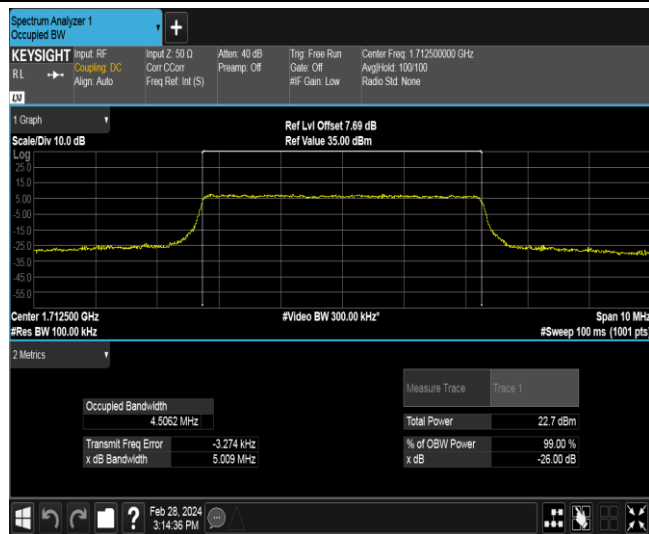 Spectrum Analyzer 1
Occupied BW
+
KEYSIGHT Input: RF Input Z: 50 Ω Atten: 40 dB Trig: Free Run Center Freq: 1.712500000 GHz
RL Coupling: DC Corr CCorr Preamp: Off Gate: Off Avg|Hold: 100/100
Align: Auto Freq Ref: Int (S) #IF Gain: Low Radio Std: None
LXI
1 Graph
Ref Lvl Offset 7.69 dB
Scale/Div 10.0 dB Ref Value 35.00 dBm
Log
25.0
15.0
5.00
-5.00
-15.0
-25.0
-35.0
-45.0
-55.0
Center 1.712500 GHz #Video BW 300.00 kHz* Span 10 MHz
#Res BW 100.00 kHz #Sweep 100 ms (1001 pts)
2 Metrics
Measure Trace Trace 1
Occupied Bandwidth
4.5062 MHz Total Power 22.7 dBm
Transmit Freq Error -3.274 kHz % of OBW Power 99.00 %
x dB Bandwidth 5.009 MHz x dB -26.00 dB
? Feb 28, 2024
3:14:36 PM